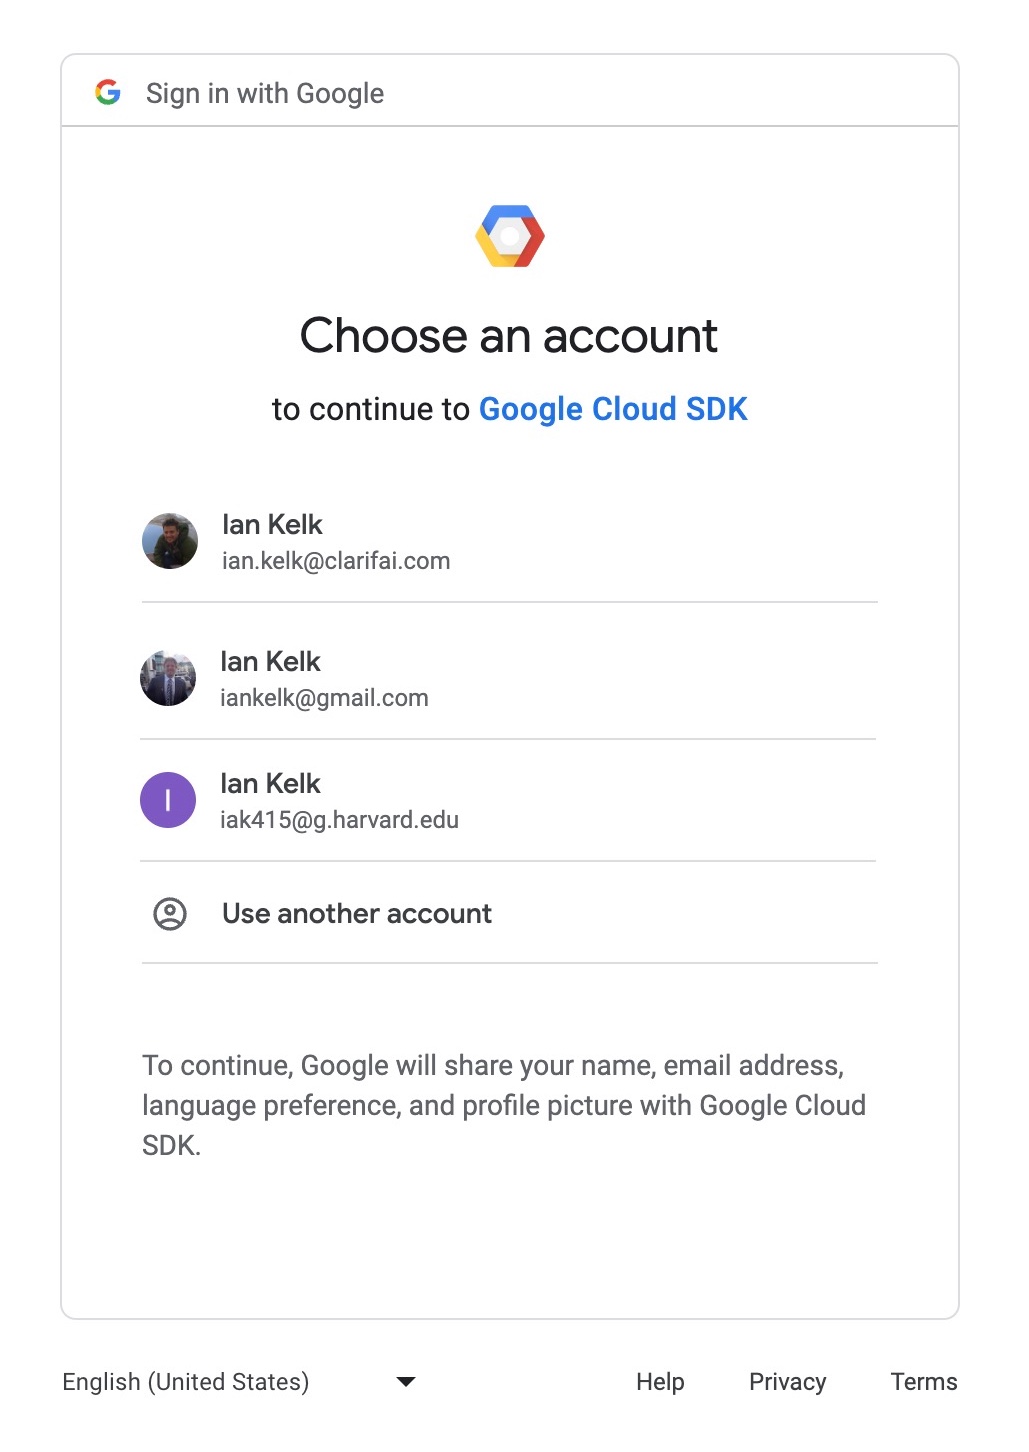 Sign in with Google
Choose an account
to continue to Google Cloud SDK
Ian Kelk
ian.kelk@clarifai.com
Ian Kelk
iankelk@gmail.com
I
Ian Kelk
iak415@g.harvard.edu
Use another account
To continue, Google will share your name, email address,
language preference, and profile picture with Google Cloud
SDK.
English (United States) Help Privacy Terms